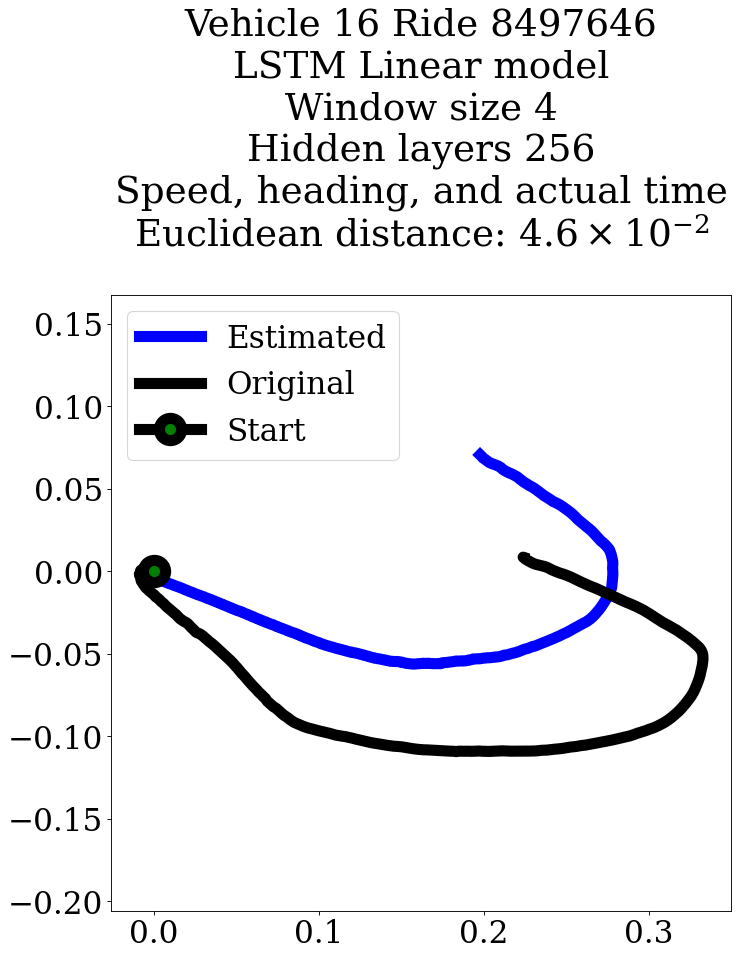 Vehicle 16 Ride 8497646
LSTM Linear model
Window size 4
Hidden layers 256
Speed, heading, and actual time
Euclidean distance: 4.6 × 10⁻²
Estimated
Original
Start
0.15
0.10
0.05
0.00
−0.05
−0.10
−0.15
−0.20
0.0 0.1 0.2 0.3